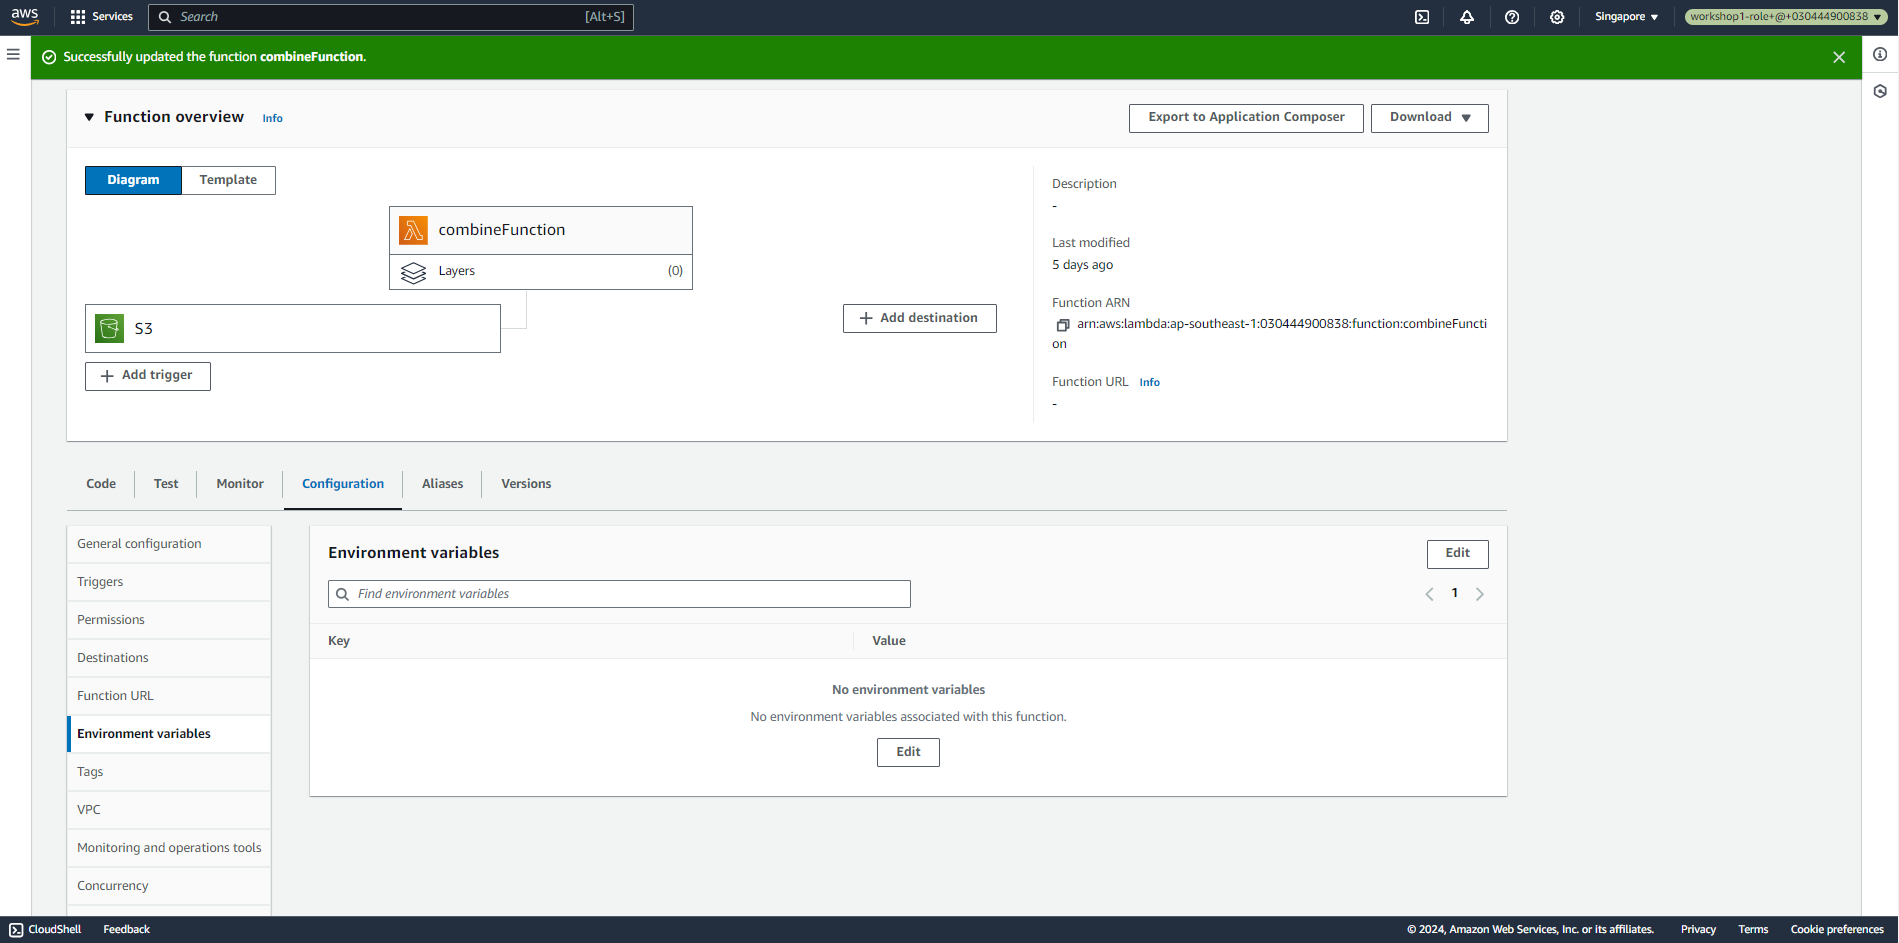 aws
Services
Search
[Alt+S]
Singapore
workshop1-role+@+030444900838
Successfully updated the function combineFunction.
Function overview
Info
Export to Application Composer
Download
Diagram
Template
combineFunction
Layers
(0)
S3
Add trigger
Add destination
Description
-
Last modified
5 days ago
Function ARN
arn:aws:lambda:ap-southeast-1:030444900838:function:combineFuncti
on
Function URL
Info
-
Code
Test
Monitor
Configuration
Aliases
Versions
General configuration
Triggers
Permissions
Destinations
Function URL
Environment variables
Tags
VPC
Monitoring and operations tools
Concurrency
Environment variables
Edit
Find environment variables
1
Key
Value
No environment variables
No environment variables associated with this function.
Edit
CloudShell
Feedback
© 2024, Amazon Web Services, Inc. or its affiliates.
Privacy
Terms
Cookie preferences